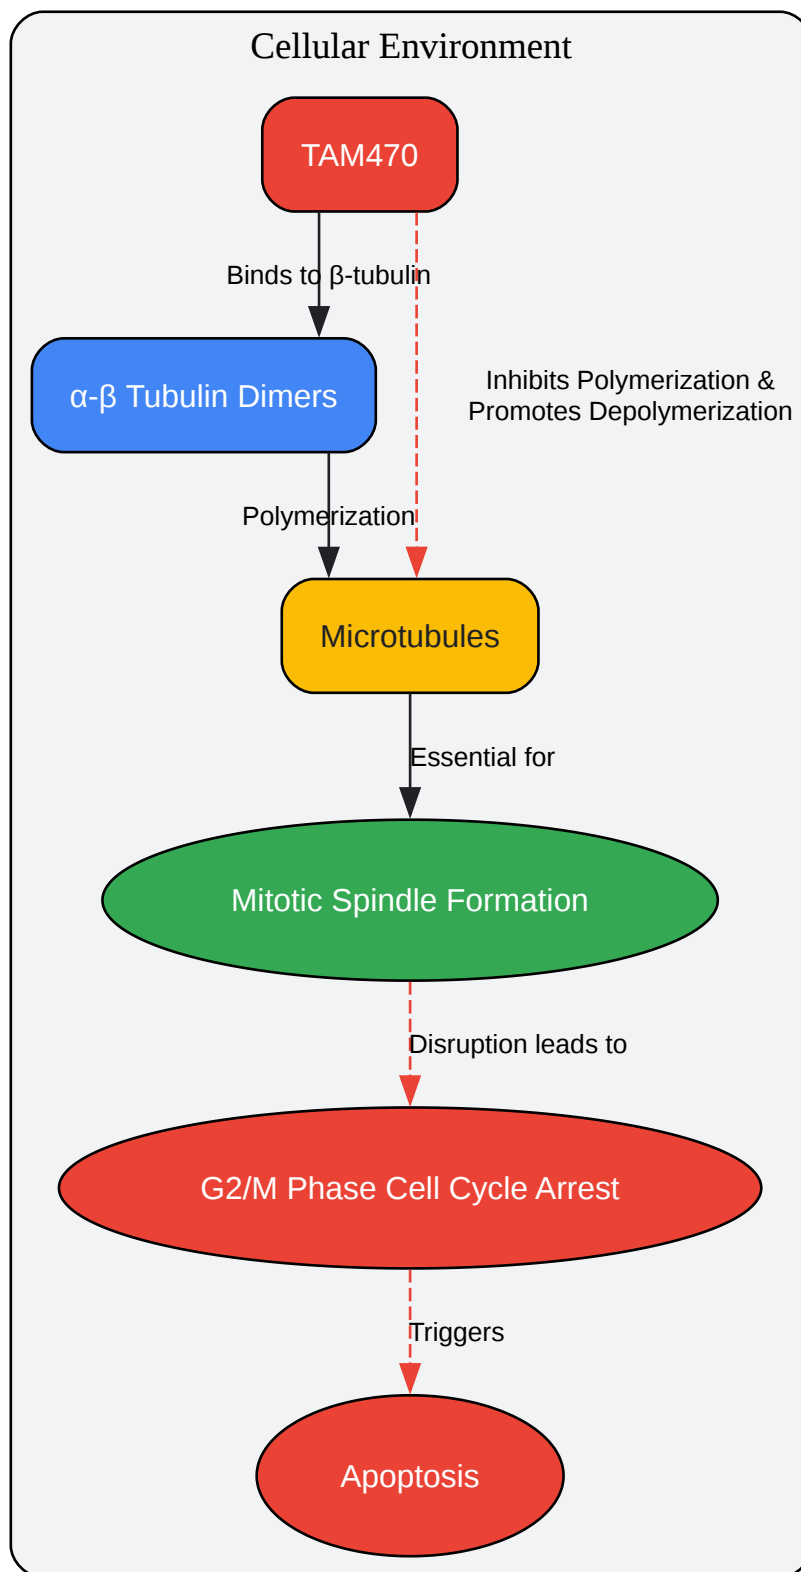 Cellular Environment
TAM470
Binds to β-tubulin
α-β Tubulin Dimers
Inhibits Polymerization &
Promotes Depolymerization
Polymerization
Microtubules
Essential for
Mitotic Spindle Formation
Disruption leads to
G2/M Phase Cell Cycle Arrest
Triggers
Apoptosis